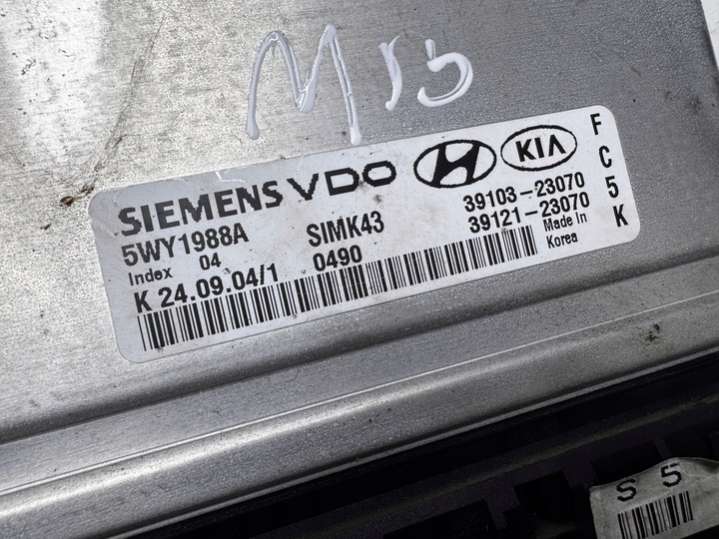 M13
SIEMENS VDO KIA
5WY1988A SIMK43 39103-23070
Index 04 0490 39121-23070
K 24.09.04/1 Made In
Korea
F
C
5
K
S 5